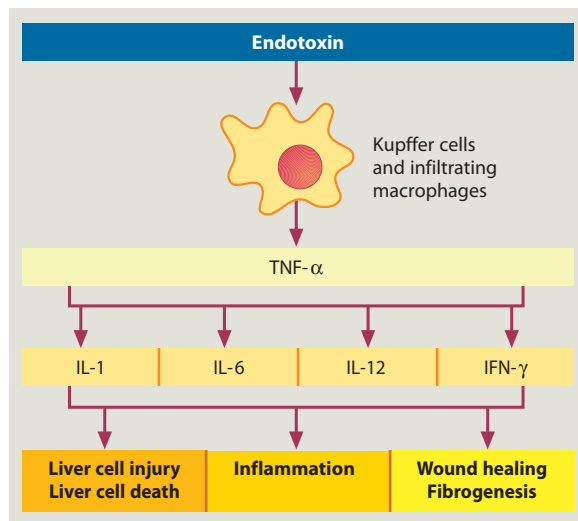 Endotoxin
Kupffer cells
and infiltrating
macrophages
TNF-α
IL-1
IL-6
IL-12
IFN-γ
Liver cell injury
Liver cell death
Inflammation
Wound healing
Fibrogenesis